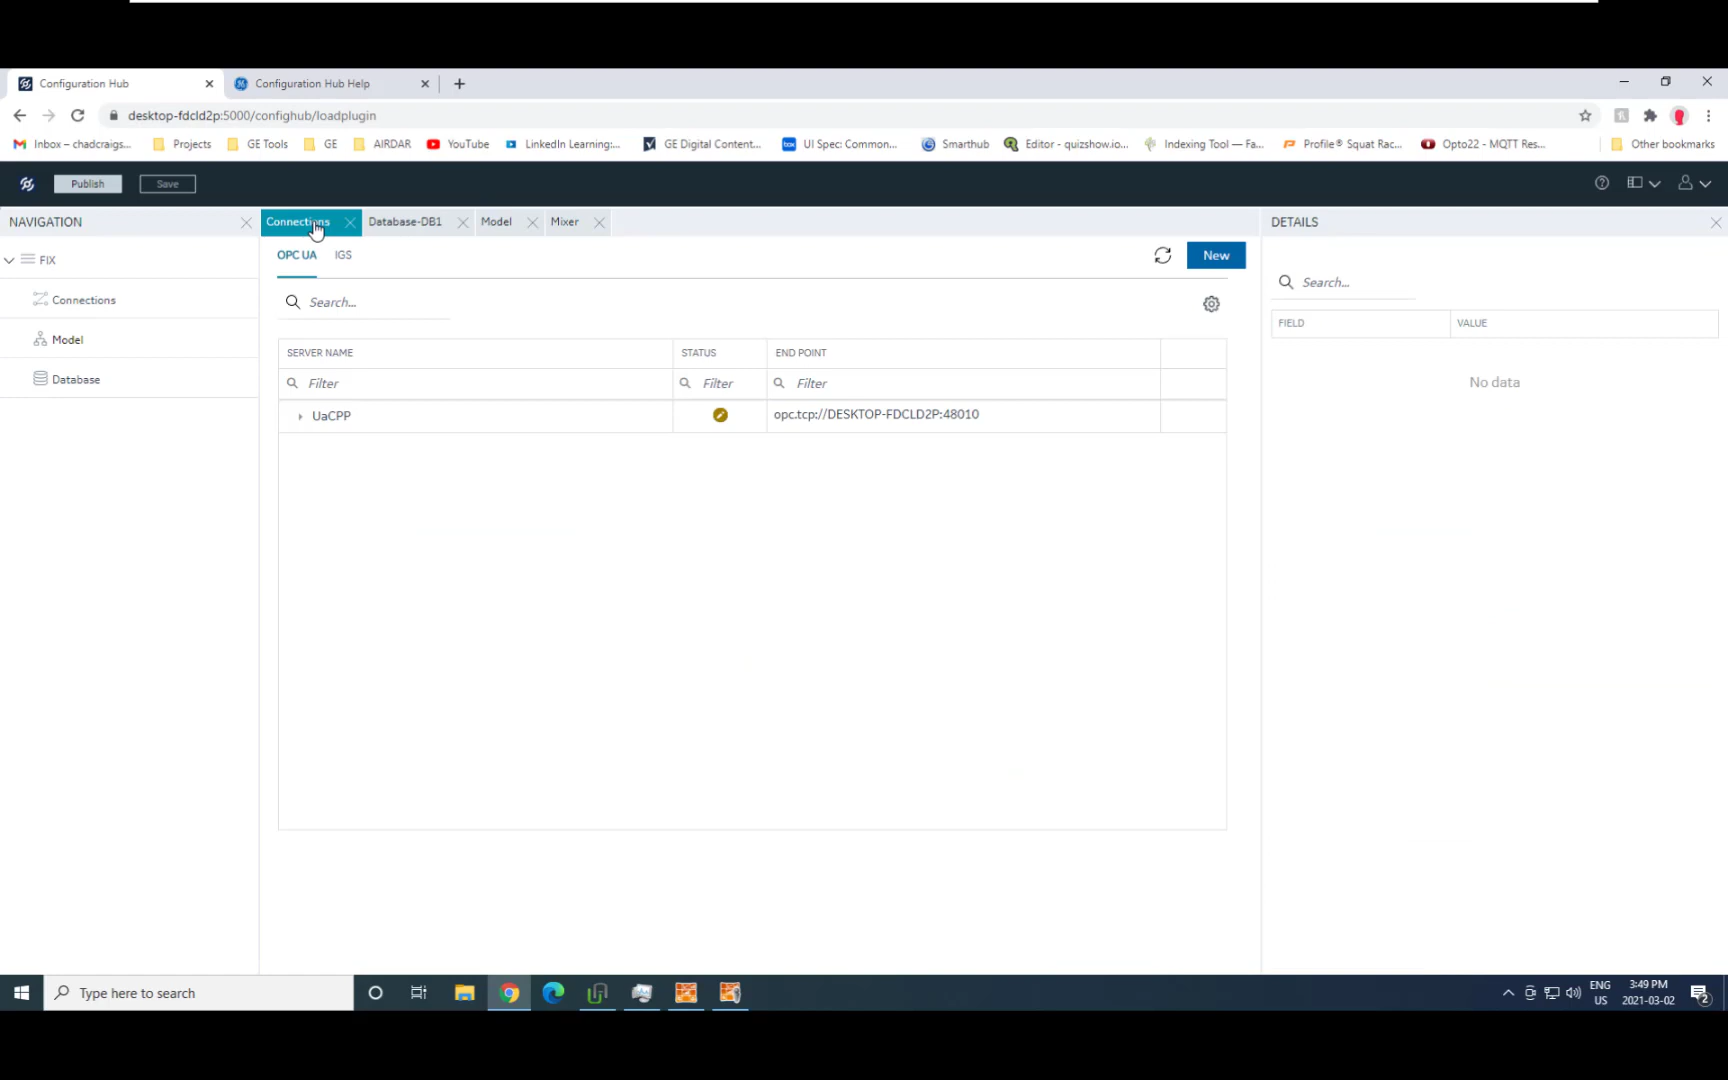 Configuration Hub
Configuration Hub Help
desktop-fdcld2p:5000/confighub/loadplugin
Inbox – chadcraigs...
Projects
GE Tools
GE
AIRDAR
YouTube
LinkedIn Learning:...
GE Digital Content...
UI Spec: Common...
Smarthub
Editor - quizshow.io...
Indexing Tool — Fa...
Profile® Squat Rac...
Opto22 - MQTT Res...
Other bookmarks
Publish
Save
NAVIGATION
Connections
Database-DB1
Model
Mixer
DETAILS
FIX
Connections
Model
Database
OPC UA
IGS
New
Search...
SERVER NAME
STATUS
END POINT
Filter
Filter
Filter
UaCPP
opc.tcp://DESKTOP-FDCLD2P:48010
Search...
FIELD
VALUE
No data
Type here to search
ENG
US
3:49 PM
2021-03-02
2